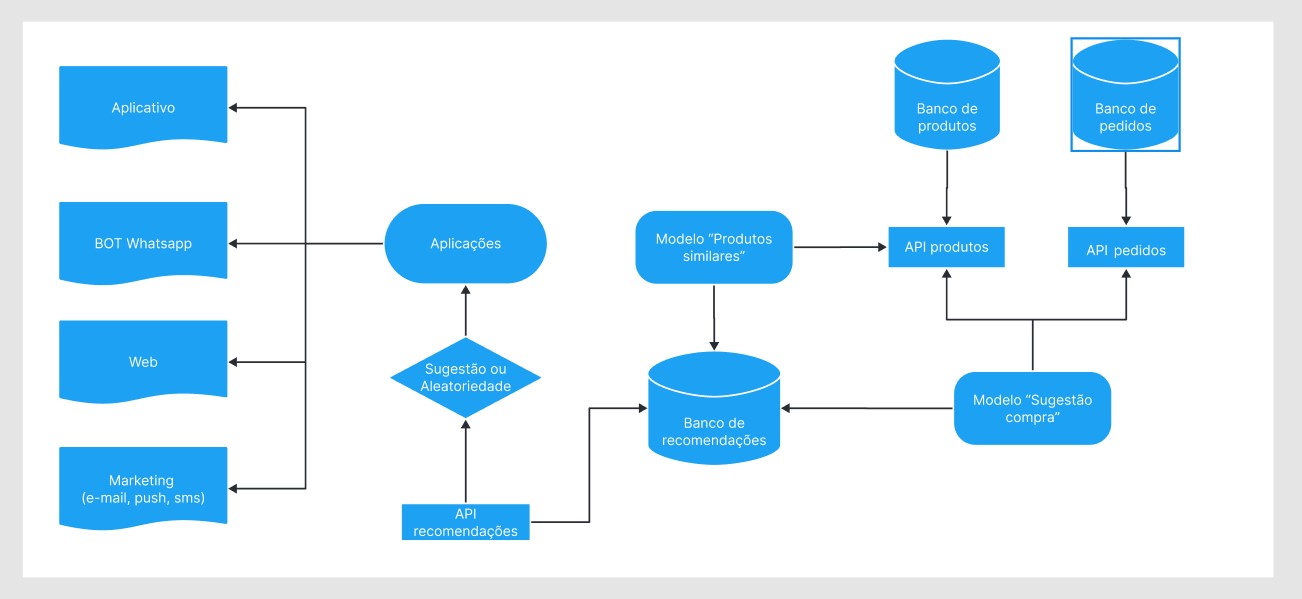 Aplicativo
BOT Whatsapp
Web
Marketing
(e-mail, push, sms)
Aplicações
Sugestão ou
Aleatoriedade
API
recomendações
Modelo “Produtos
similares”
Banco de
recomendações
Banco de
produtos
API produtos
Banco de
pedidos
API pedidos
Modelo “Sugestão
compra”